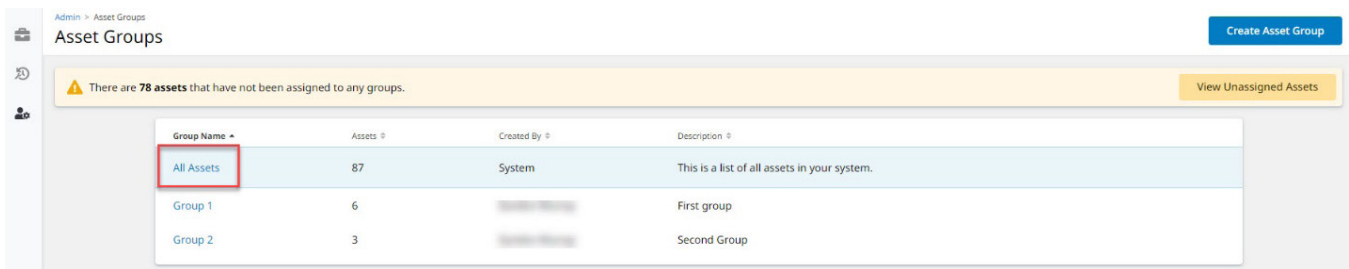 Admin > Asset Groups
Asset Groups
Create Asset Group
There are 78 assets that have not been assigned to any groups.
View Unassigned Assets
Group Name Assets Created By Description
All Assets 87 System This is a list of all assets in your system.
Group 1 6 First group
Group 2 3 Second Group